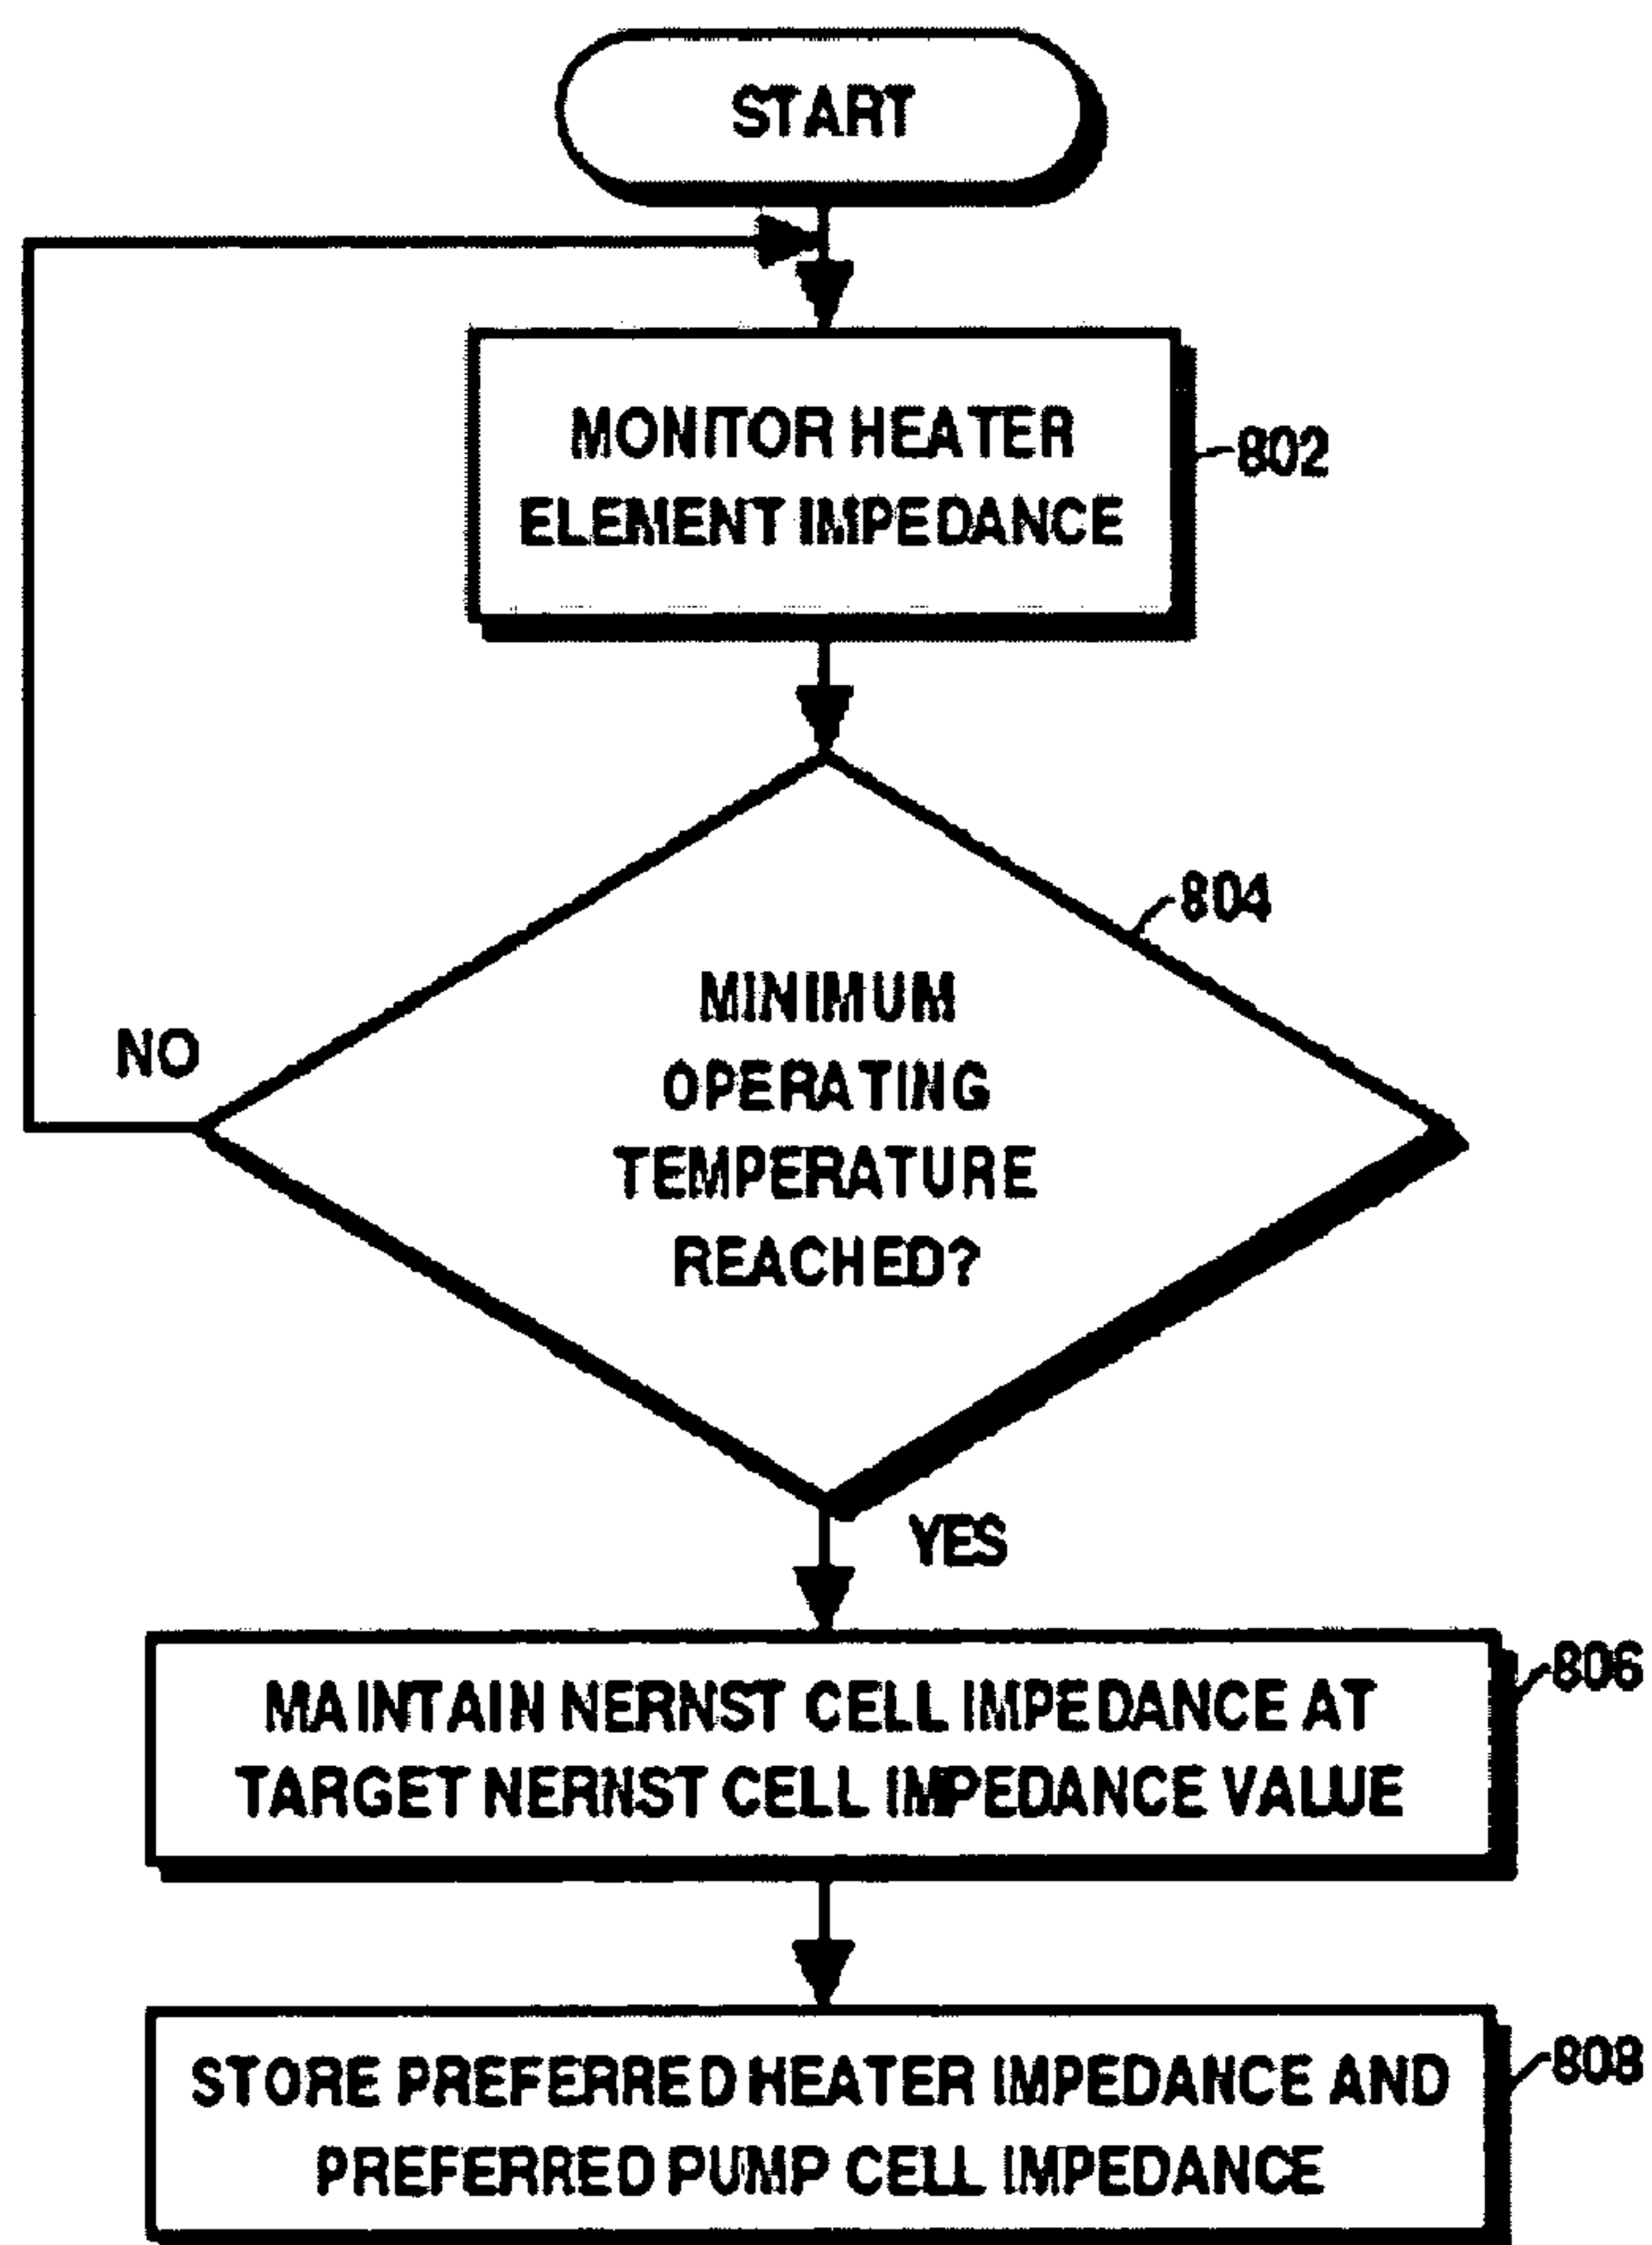 START
MONITOR HEATER
ELEMENT IMPEDANCE
802
804
MINIMUM
OPERATING
TEMPERATURE
REACHED?
NO
YES
MAINTAIN NERNST CELL IMPEDANCE AT
TARGET NERNST CELL IMPEDANCE VALUE
806
STORE PREFERRED HEATER IMPEDANCE AND
PREFERRED PUMP CELL IMPEDANCE
808